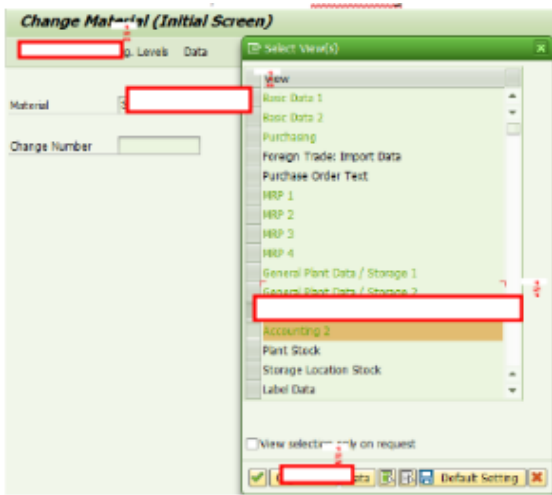 Change Material (Initial Screen)
g. Levels Data
Select View(s)
Material
View
Basic Data 1
Basic Data 2
Purchasing
Change Number
Foreign Trade: Import Data
Purchase Order Text
MRP 1
MRP 2
MRP 3
MRP 4
General Plant Data / Storage 1
General Plant Data / Storage 2
Accounting 2
Plant Stock
Storage Location Stock
Label Data
View selection only on request
Default Setting